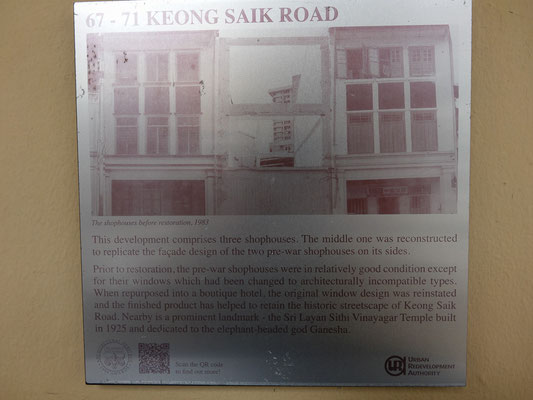 67 - 71 KEONG SAIK ROAD
The shophouses before restoration, 1983
This development comprises three shophouses. The middle one was reconstructed
to replicate the façade design of the two pre-war shophouses on its sides.
Prior to restoration, the pre-war shophouses were in relatively good condition except
for their windows which had been changed to architecturally incompatible types.
When repurposed into a boutique hotel, the original window design was reinstated
and the finished product has helped to retain the historic streetscape of Keong Saik
Road. Nearby is a prominent landmark - the Sri Layan Sithi Vinayagar Temple built
in 1925 and dedicated to the elephant-headed god Ganesha.
Scan the QR code
to find out more!
URBAN
REDEVELOPMENT
AUTHORITY